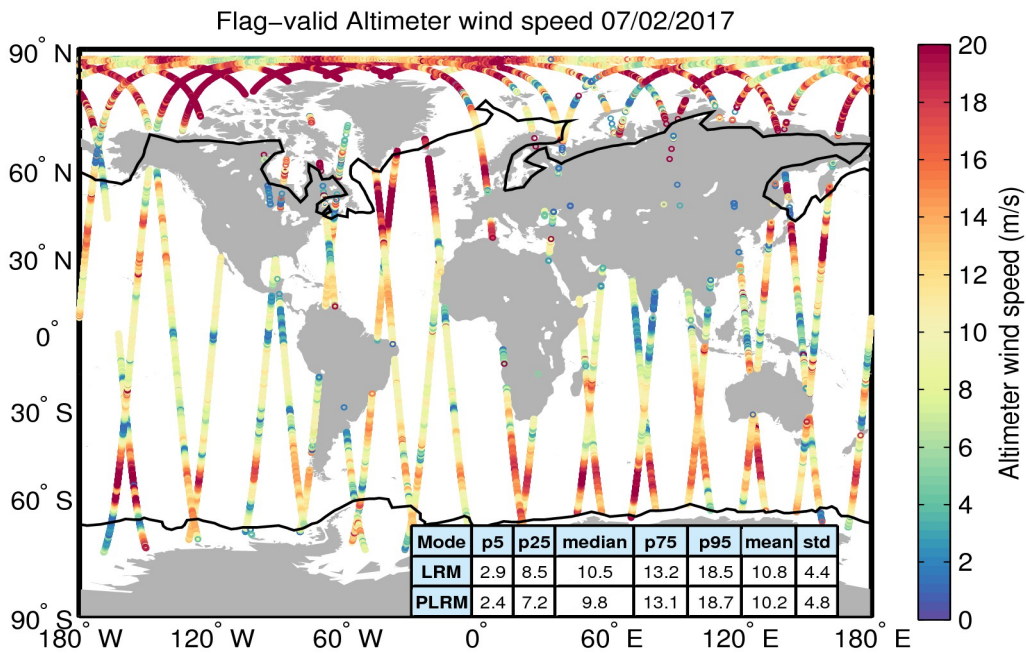 Flag−valid Altimeter wind speed 07/02/2017
90° N
60° N
30° N
0°
30° S
60° S
90° S
180° W
120° W
60° W
0°
60° E
120° E
180° E
Mode p5 p25 median p75 p95 mean std
LRM 2.9 8.5 10.5 13.2 18.5 10.8 4.4
PLRM 2.4 7.2 9.8 13.1 18.7 10.2 4.8
20
18
16
14
12
10
8
6
4
2
0
Altimeter wind speed (m/s)